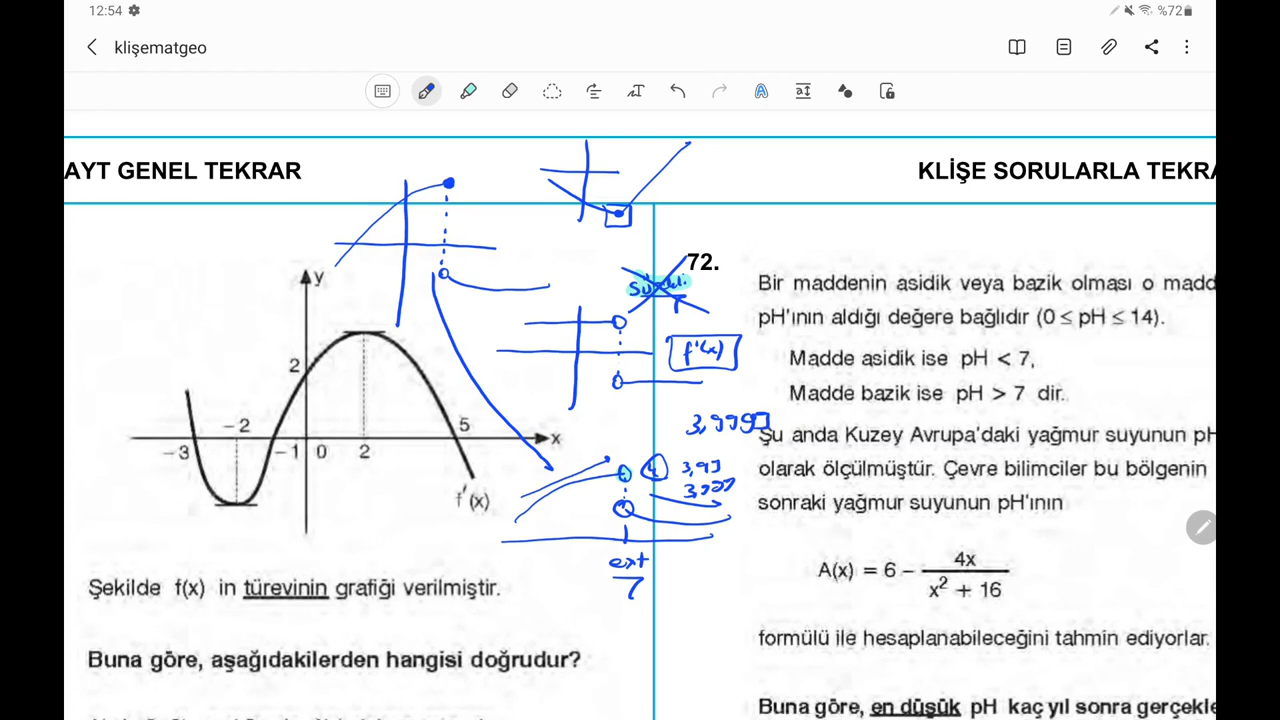 12:54
%72
klişematgeo
AYT GENEL TEKRAR
KLİŞE SORULARLA TEKRA
y
2
-2
-3
-1
0
2
5
x
f'(x)
Şekilde f(x) in türevinin grafiği verilmiştir.
Buna göre, aşağıdakilerden hangisi doğrudur?
f'(x)
4
3,99
ext
7
72.
Bir maddenin asidik veya bazik olması o madd
pH'ının aldığı değere bağlıdır (0 ≤ pH ≤ 14).
Madde asidik ise pH < 7,
Madde bazik ise pH > 7 dir.
Şu anda Kuzey Avrupa'daki yağmur suyunun pH
olarak ölçülmüştür. Çevre bilimciler bu bölgenin
sonraki yağmur suyunun pH'ının
A(x) = 6 - 4x / x² + 16
formülü ile hesaplanabileceğini tahmin ediyorlar.
Buna göre, en düşük pH kaç yıl sonra gerçekle